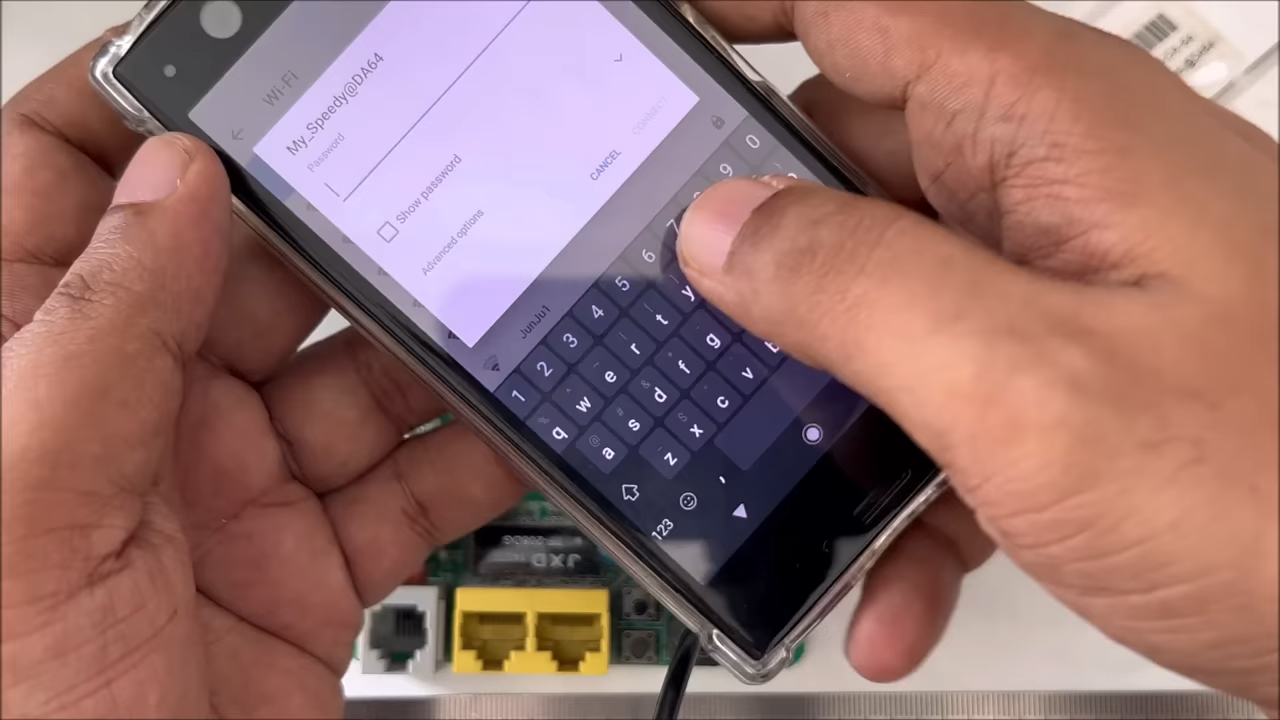 Wi-Fi
My_Speedy@DA64
Password
Show password
Advanced options
CANCEL
CONNECT
JunJu1
1 2 3 4 5 6 7 9 0
q w e r t y
a s d f g
z x c v b
123 ,
JXD